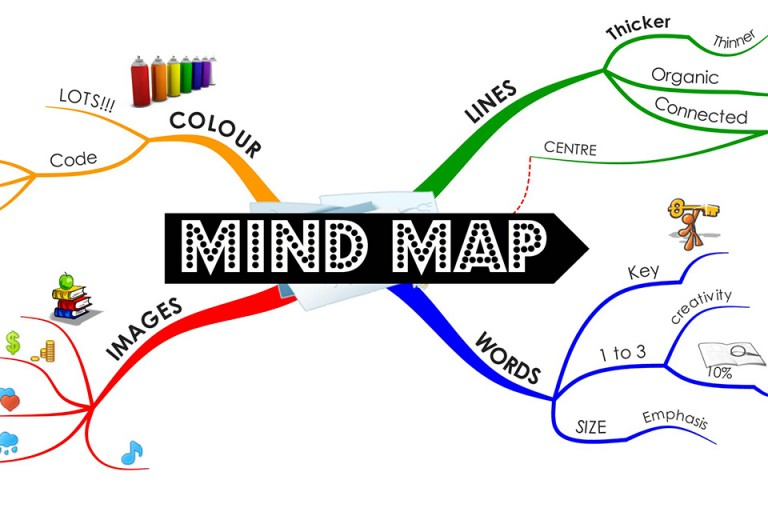 MIND MAP
COLOUR
LOTS!!!
Code
LINES
Thicker
Thinner
Organic
Connected
CENTRE
IMAGES
$
WORDS
Key
1 to 3
creativity
10%
SIZE
Emphasis